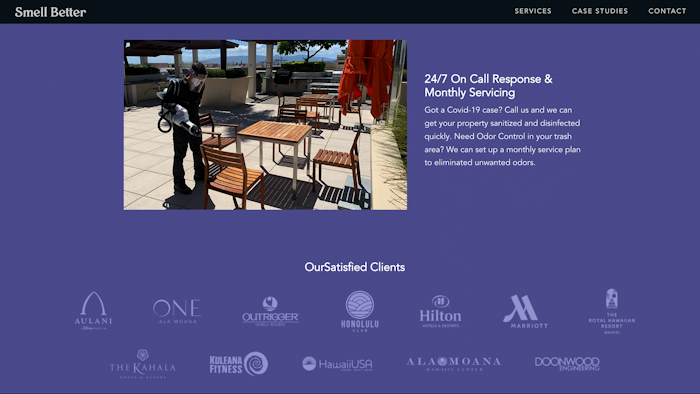 Smell Better
SERVICES CASE STUDIES CONTACT
24/7 On Call Response &
Monthly Servicing
Got a Covid-19 case? Call us and we can
get your property sanitized and disinfected
quickly. Need Odor Control in your trash
area? We can set up a monthly service plan
to eliminated unwanted odors.
OurSatisfied Clients
AULANI
ONE
ALA MOANA
OUTRIGGER
HONOLULU
CLUB
Hilton
HOTELS & RESORTS
MARRIOTT
THE
ROYAL HAWAIIAN
RESORT
THE KAHALA
HOTEL & RESORT
KULEANA
FITNESS
HawaiiUSA
ALA MOANA
HAWAI'I'S CENTER
DOONWOOD
ENGINEERING